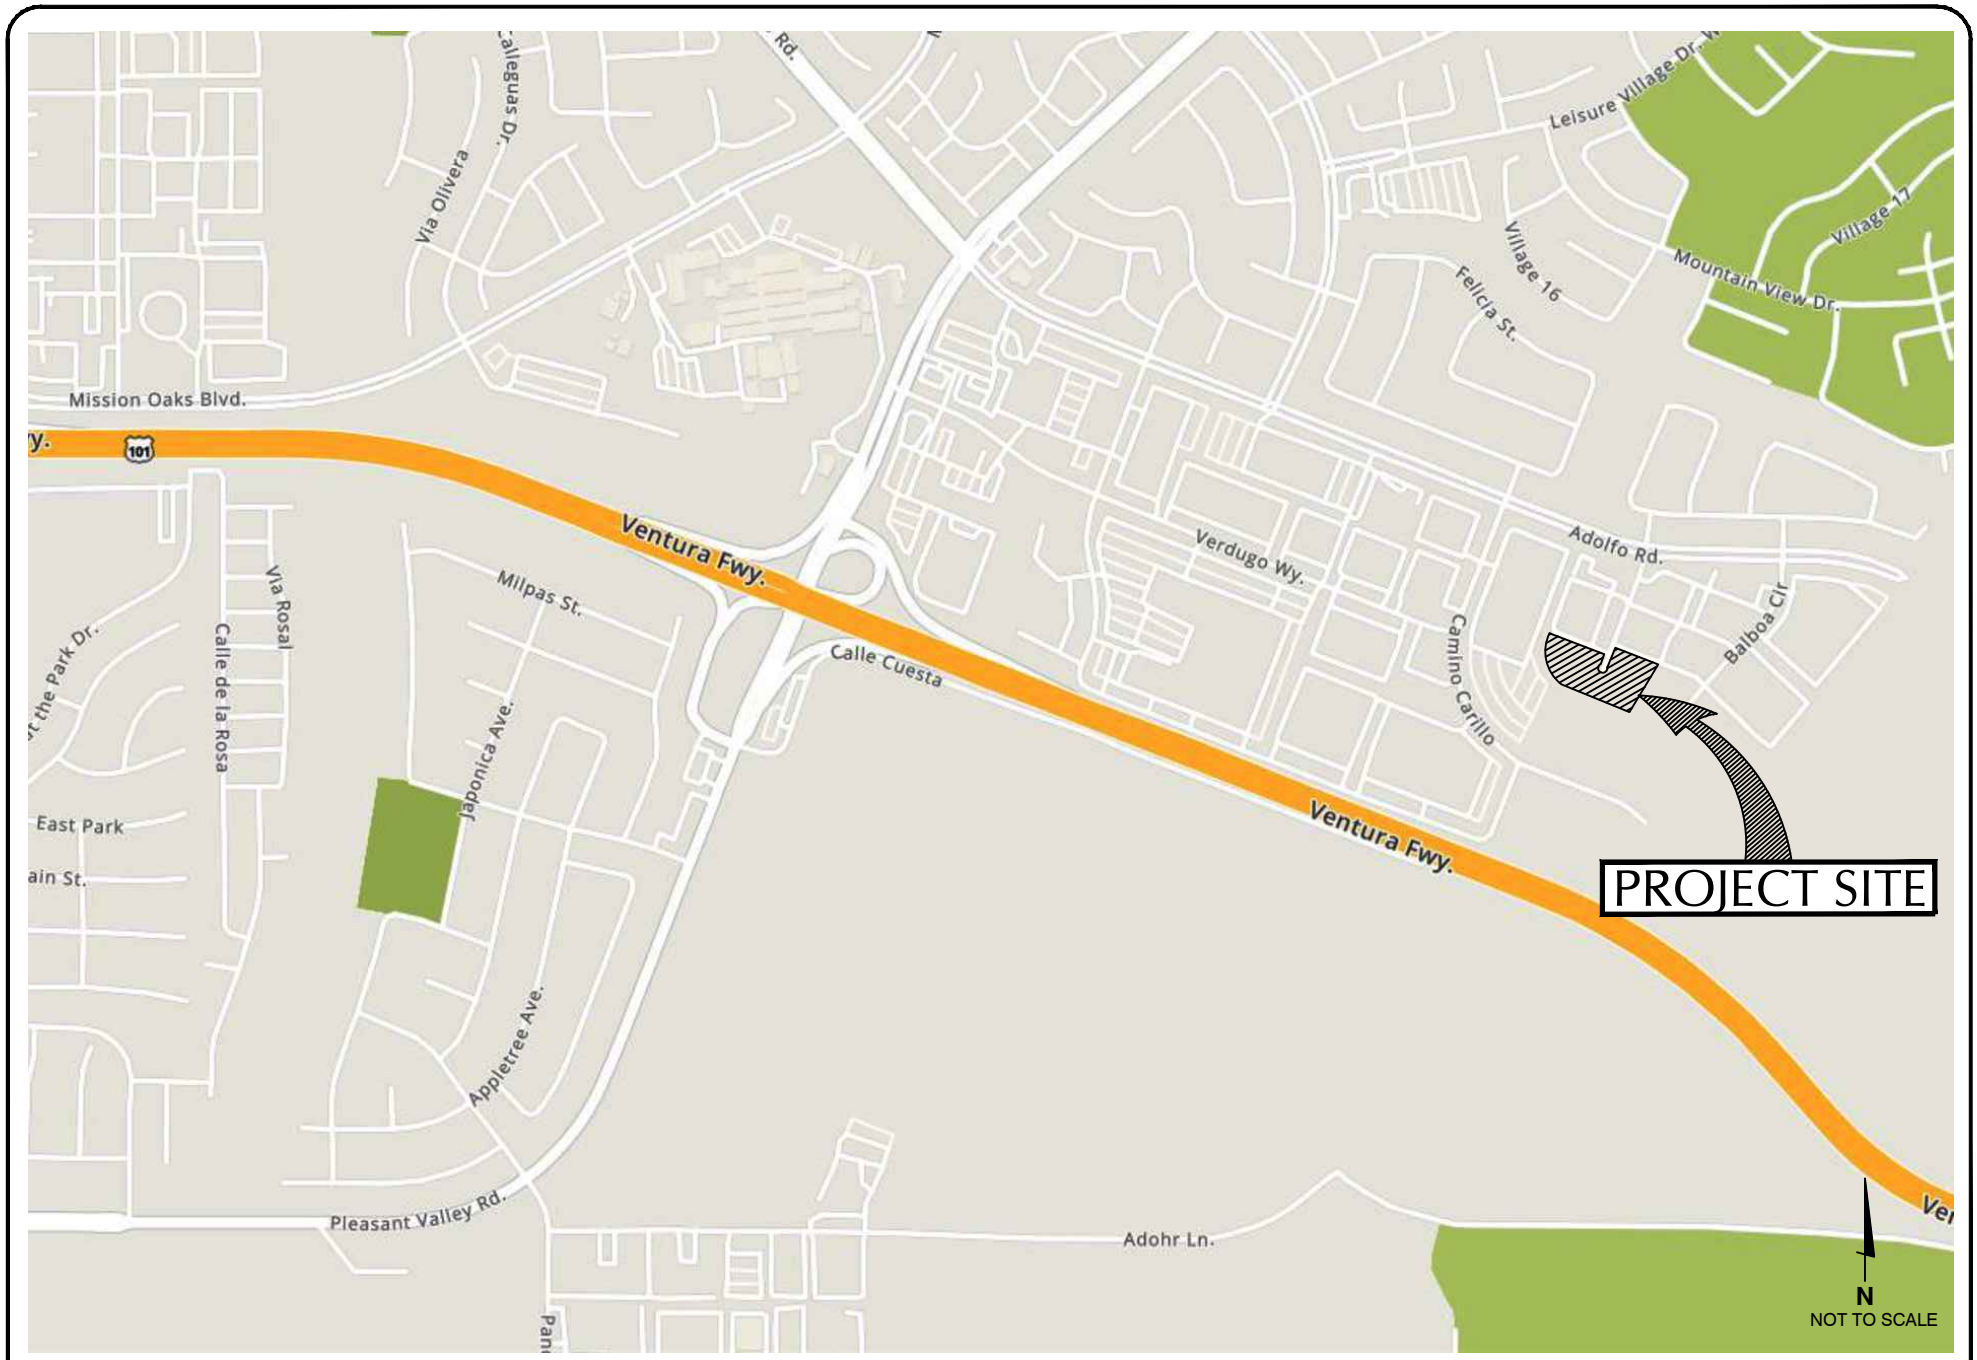 Rd.
Calleguas Dr.
Leisure Village Dr. W
Via Olivera
Village 17
Village 16
Mountain View Dr.
Felicia St.
Mission Oaks Blvd.
101
Ventura Fwy.
Verdugo Wy.
Adolfo Rd.
Milpas St.
Via Rosal
Balboa Cir
Calle de la Rosa
the Park Dr.
Calle Cuesta
Camino Carillo
Japonica Ave.
Ventura Fwy.
East Park
ain St.
PROJECT SITE
Appletree Ave.
Pleasant Valley Rd.
Adohr Ln.
Ven
N
NOT TO SCALE